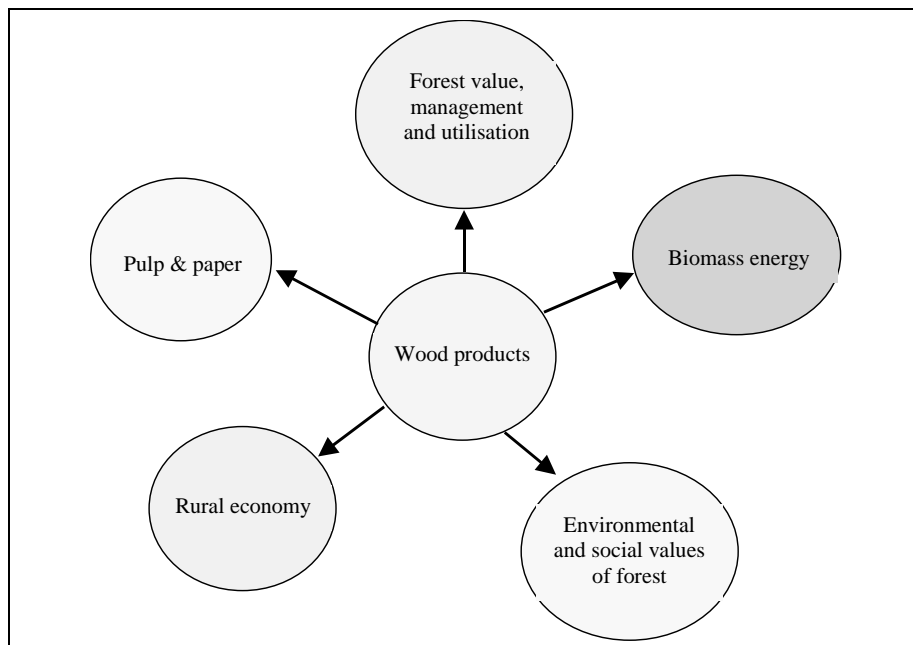 Forest value,
management
and utilisation
Pulp & paper
Biomass energy
Wood products
Rural economy
Environmental
and social values
of forest